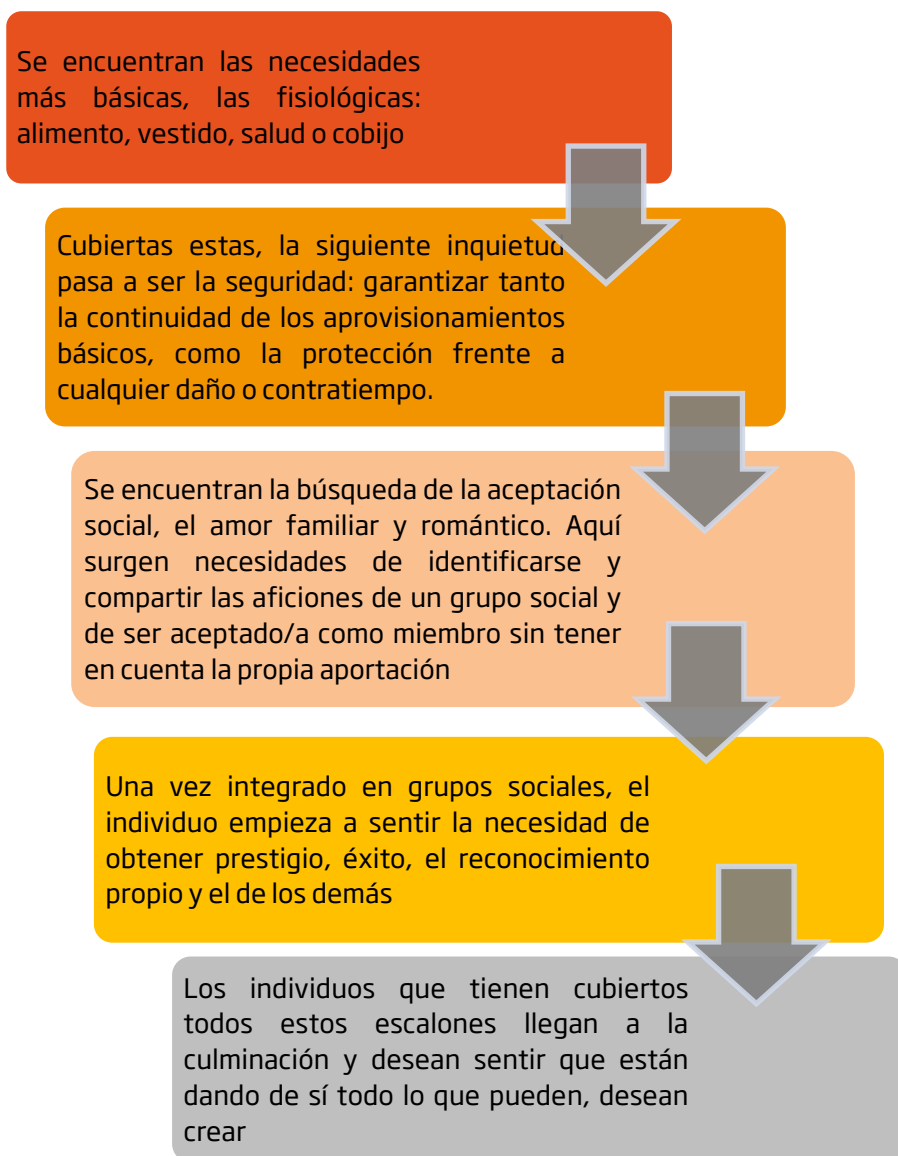 Se encuentran las necesidades
más básicas, las fisiológicas:
alimento, vestido, salud o cobijo
Cubiertas estas, la siguiente inquietud
pasa a ser la seguridad: garantizar tanto
la continuidad de los aprovisionamientos
básicos, como la protección frente a
cualquier daño o contratiempo.
Se encuentran la búsqueda de la aceptación
social, el amor familiar y romántico. Aquí
surgen necesidades de identificarse y
compartir las aficiones de un grupo social y
de ser aceptado/a como miembro sin tener
en cuenta la propia aportación
Una vez integrado en grupos sociales, el
individuo empieza a sentir la necesidad de
obtener prestigio, éxito, el reconocimiento
propio y el de los demás
Los individuos que tienen cubiertos
todos estos escalones llegan a la
culminación y desean sentir que están
dando de sí todo lo que pueden, desean
crear